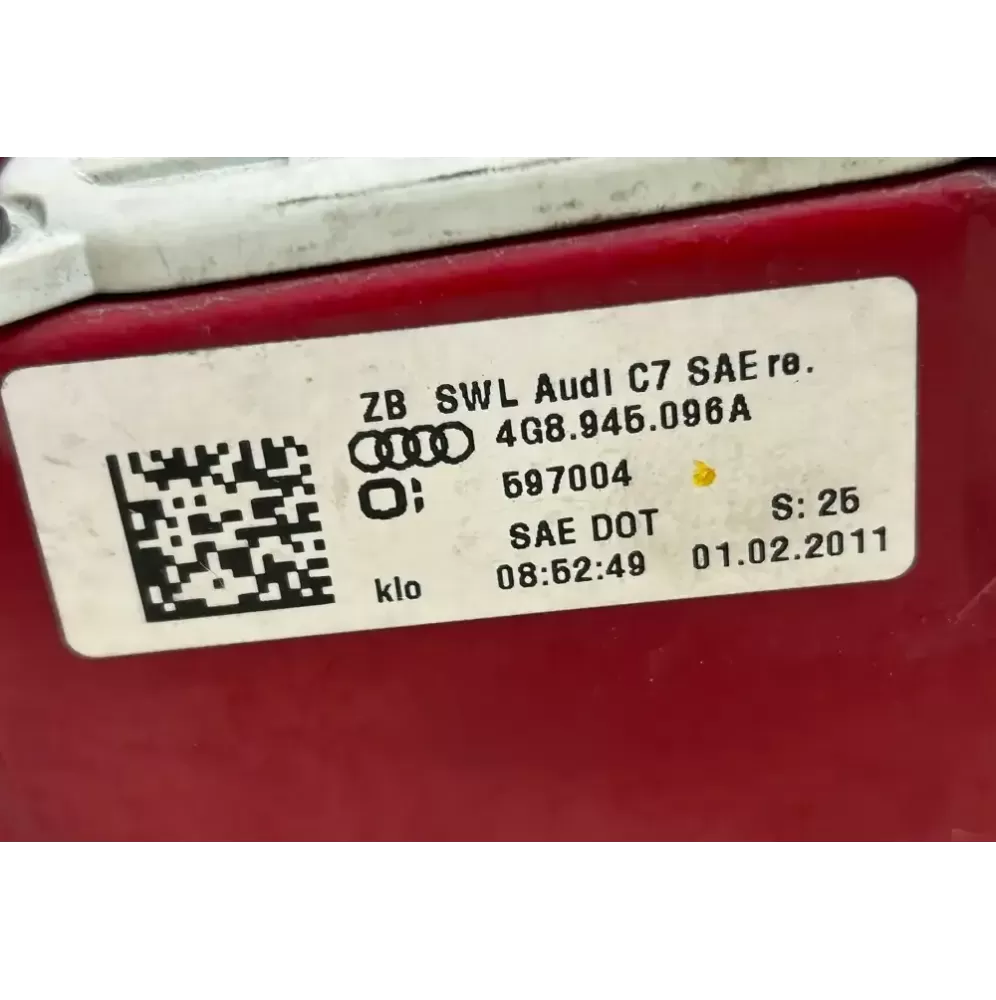 ZB SWL Audi C7 SAE re.
4G8.945.096A
597004
SAE DOT S: 25
klo 08:52:49 01.02.2011